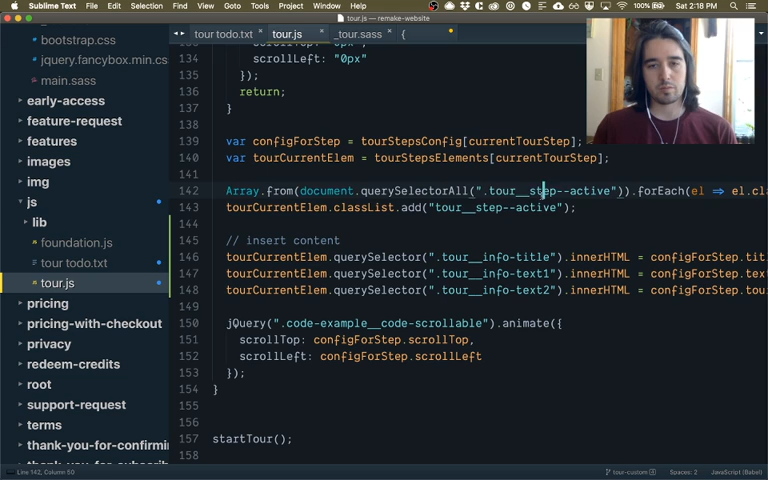 Sublime Text File Edit Selection Find View Goto Tools Project Window Help 100% Sat 2:18 PM
tour.js — remake-website
tour todo.txt × tour.js × _tour.sass × {
bootstrap.css
jquery.fancybox.min.cs
main.sass
early-access
feature-request
features
images
img
js
lib
foundation.js
tour todo.txt
tour.js
pricing
pricing-with-checkout
privacy
redeem-credits
root
support-request
terms
thank-you-for-confirmi
134 scrollLeft: "0px"
135 });
136 return;
137 }
138
139 var configForStep = tourStepsConfig[currentTourStep];
140 var tourCurrentElem = tourStepsElements[currentTourStep];
141
142 Array.from(document.querySelectorAll(".tour__step--active")).forEach(el => el.cla
143 tourCurrentElem.classList.add("tour__step--active");
144
145 // insert content
146 tourCurrentElem.querySelector(".tour__info-title").innerHTML = configForStep.tit
147 tourCurrentElem.querySelector(".tour__info-text1").innerHTML = configForStep.tex
148 tourCurrentElem.querySelector(".tour__info-text2").innerHTML = configForStep.tou
149
150 jQuery(".code-example__code-scrollable").animate({
151 scrollTop: configForStep.scrollTop,
152 scrollLeft: configForStep.scrollLeft
153 });
154 }
155
156
157 startTour();
158
Line 142, Column 50 tour-custom Spaces: 2 JavaScript (Babel)